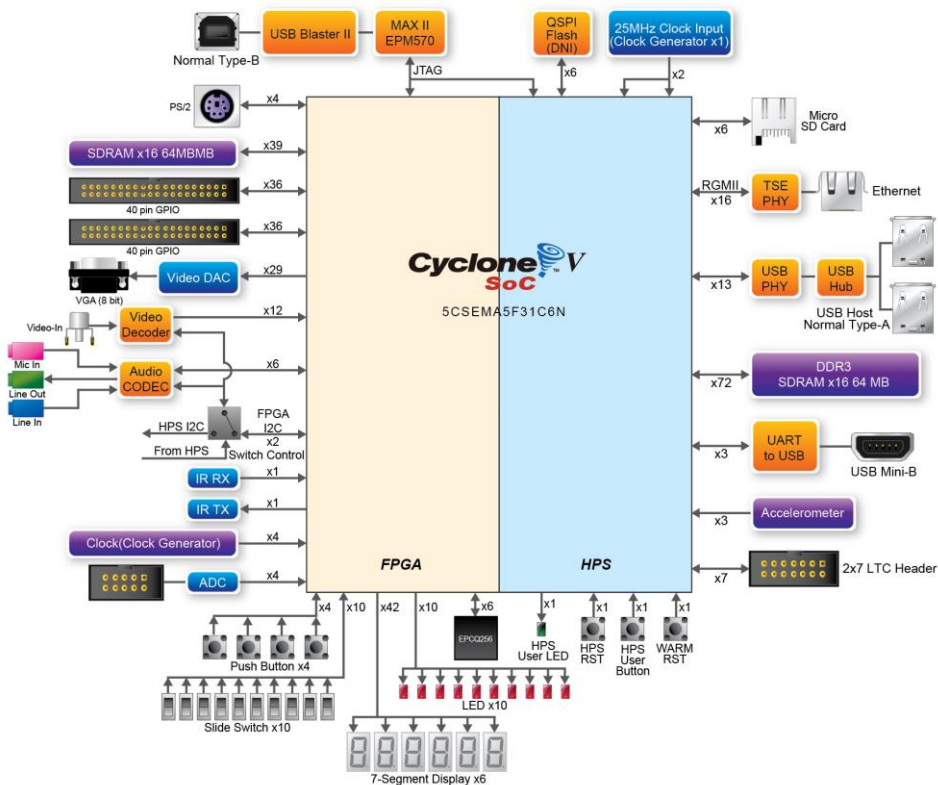 Normal Type-B
USB Blaster II
MAX II
EPM570
QSPI
Flash
(DNI)
25MHz Clock Input
(Clock Generator x1)
JTAG
x6
x2
PS/2
x4
SDRAM x16 64MBMB
x39
x36
40 pin GPIO
x36
40 pin GPIO
VGA (8 bit)
Video DAC
x29
Video-In
Video
Decoder
x12
Mic In
Line Out
Line In
Audio
CODEC
x6
HPS I2C
From HPS
FPGA
I2C
x2
Switch Control
IR RX
x1
IR TX
x1
Clock(Clock Generator)
x4
ADC
x4
Cyclone V
TM
SoC
5CSEMA5F31C6N
FPGA
HPS
x6
Micro
SD Card
RGMII
x16
TSE
PHY
Ethernet
x13
USB
PHY
USB
Hub
USB Host
Normal Type-A
x72
DDR3
SDRAM x16 64 MB
x3
UART
to USB
USB Mini-B
x3
Accelerometer
x7
2x7 LTC Header
x4
x10
x42
x10
x6
x1
x1
x1
x1
Push Button x4
EPCQ256
HPS
User LED
HPS
RST
HPS
User
Button
WARM
RST
Slide Switch x10
LED x10
7-Segment Display x6